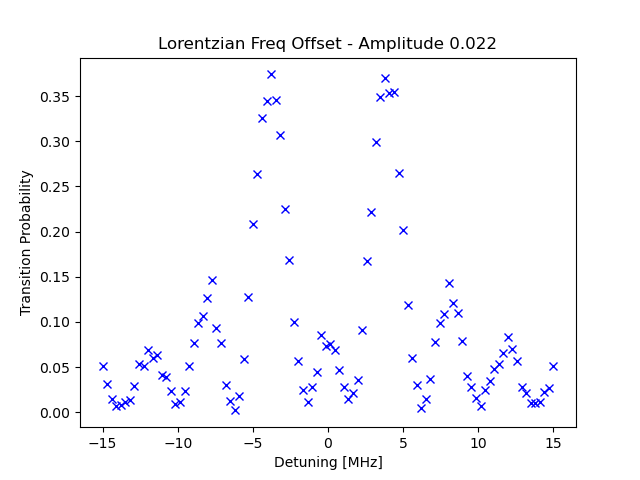 Lorentzian Freq Offset - Amplitude 0.022
0.35
0.30
0.25
0.20
0.15
0.10
0.05
0.00
Transition Probability
−15 −10 −5 0 5 10 15
Detuning [MHz]